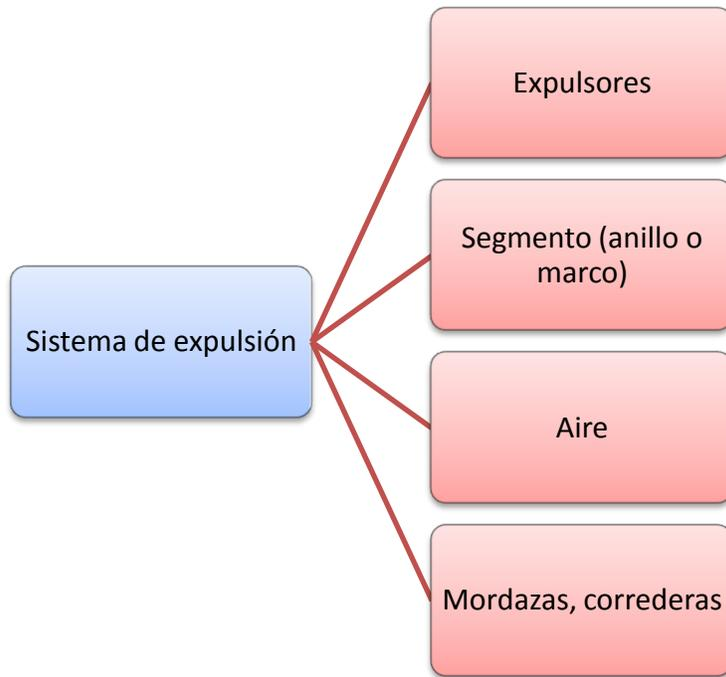 Sistema de expulsión
Expulsores
Segmento (anillo o
marco)
Aire
Mordazas, correderas